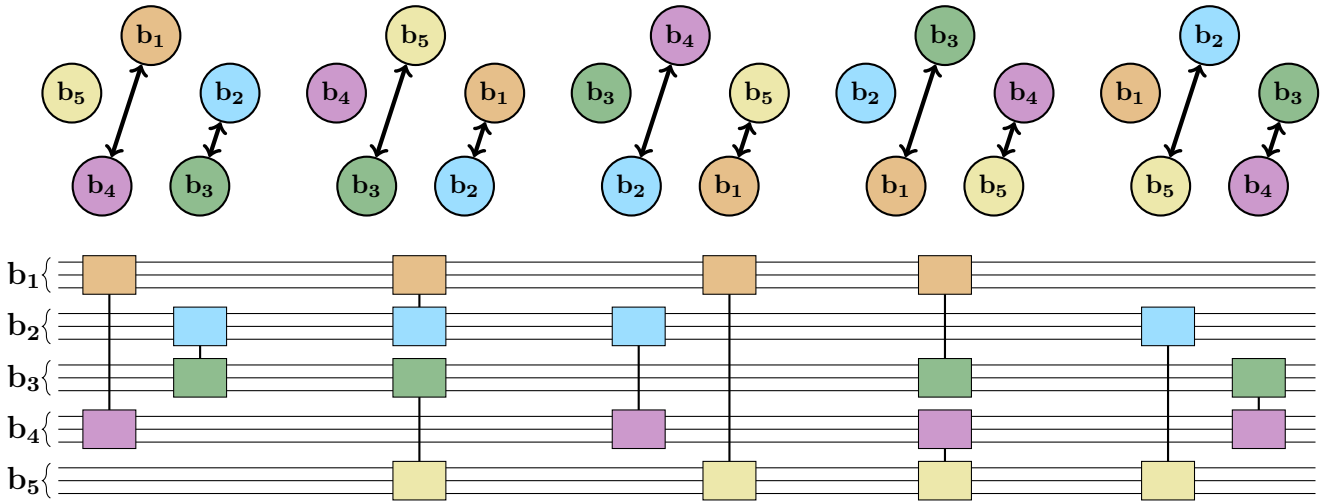 b₁ b₅ b₄ b₃ b₂
b₅ b₂ b₄ b₁ b₃ b₅ b₂ b₄ b₁ b₃
b₄ b₃ b₃ b₂ b₂ b₁ b₁ b₅ b₅ b₄
b₁
b₂
b₃
b₄
b₅